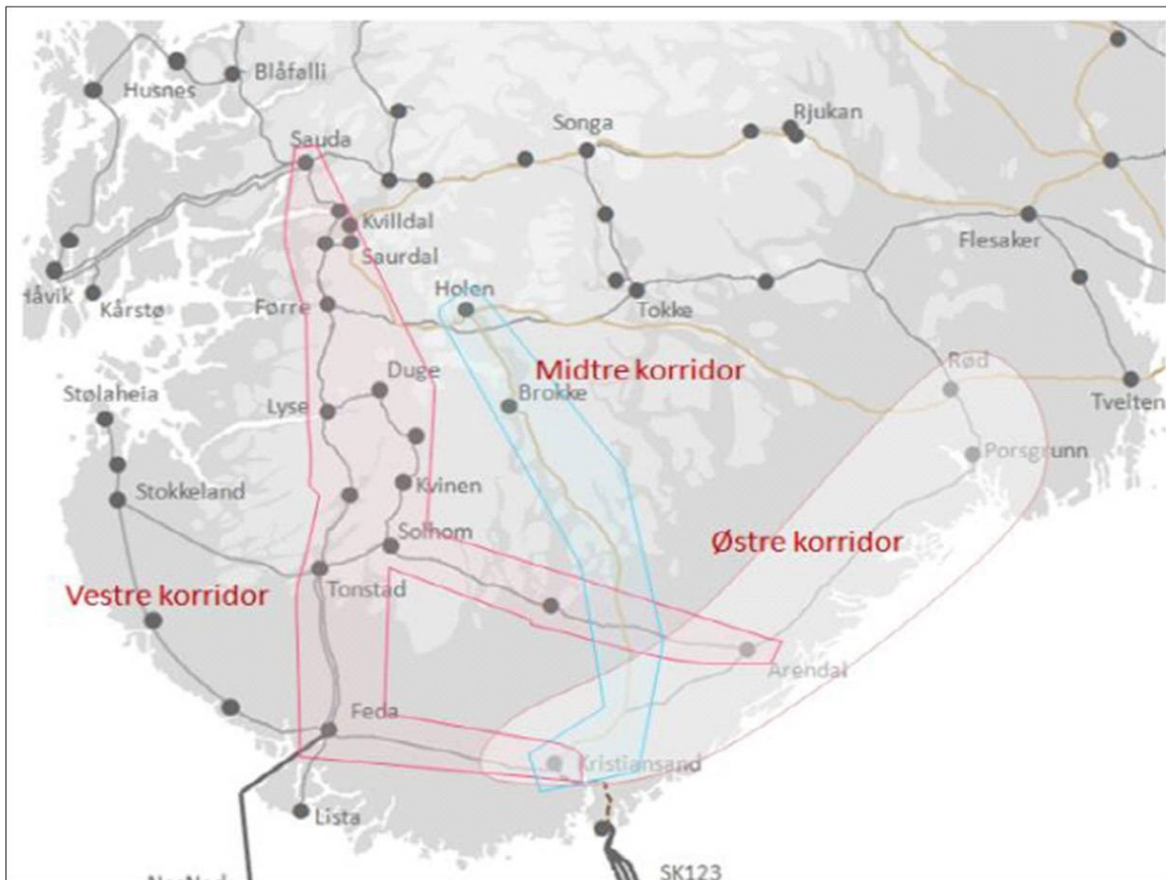 Blåfalli
Husnes
Songa
Rjukan
Sauda
Kvilldal
Saurdal
Flesaker
Håvik
Kårstø
Førre
Holen
Tokke
Duge
Midtre korridor
Rød
Stølaheia
Lyse
Brokke
Tveiten
Porsgrunn
Stokkeland
Kvinen
Solhom
Østre korridor
Tonstad
Vestre korridor
Arendal
Feda
Kristiansand
Lista
SK123